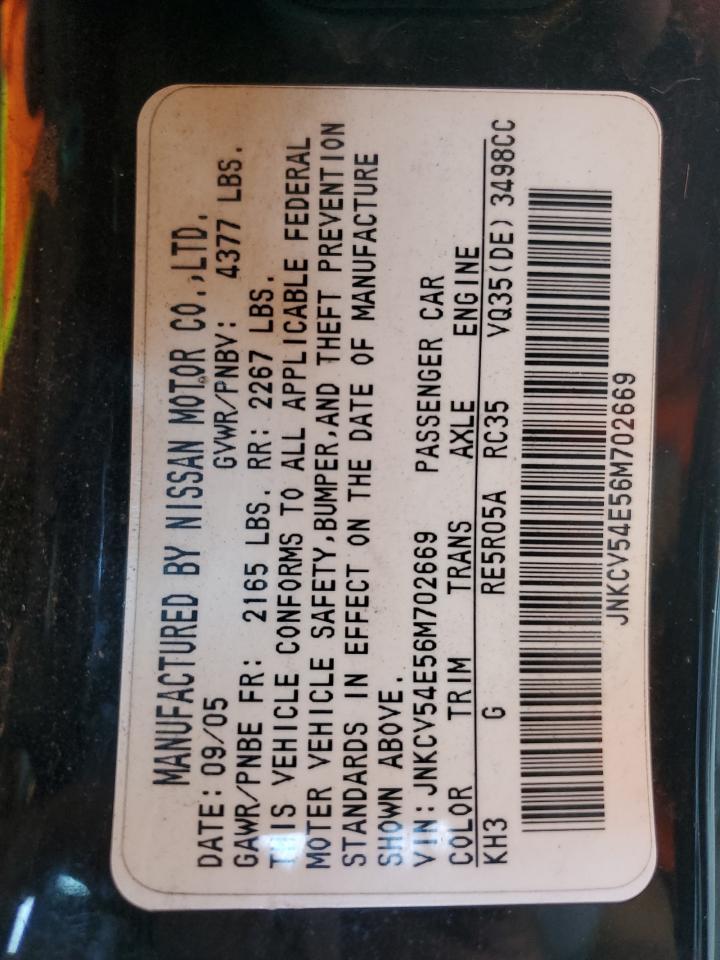 MANUFACTURED BY NISSAN MOTOR CO.,LTD.
DATE: 09/05 GVWR/PNBV: 4377 LBS.
GAWR/PNBE FR: 2165 LBS. RR: 2267 LBS.
THIS VEHICLE CONFORMS TO ALL APPLICABLE FEDERAL
MOTER VEHICLE SAFETY,BUMPER,AND THEFT PREVENTION
STANDARDS IN EFFECT ON THE DATE OF MANUFACTURE
SHOWN ABOVE.
VIN: JNKCV54E56M702669 PASSENGER CAR
COLOR TRIM TRANS AXLE ENGINE
KH3 G RE5R05A RC35 VQ35(DE) 3498CC
JNKCV54E56M702669